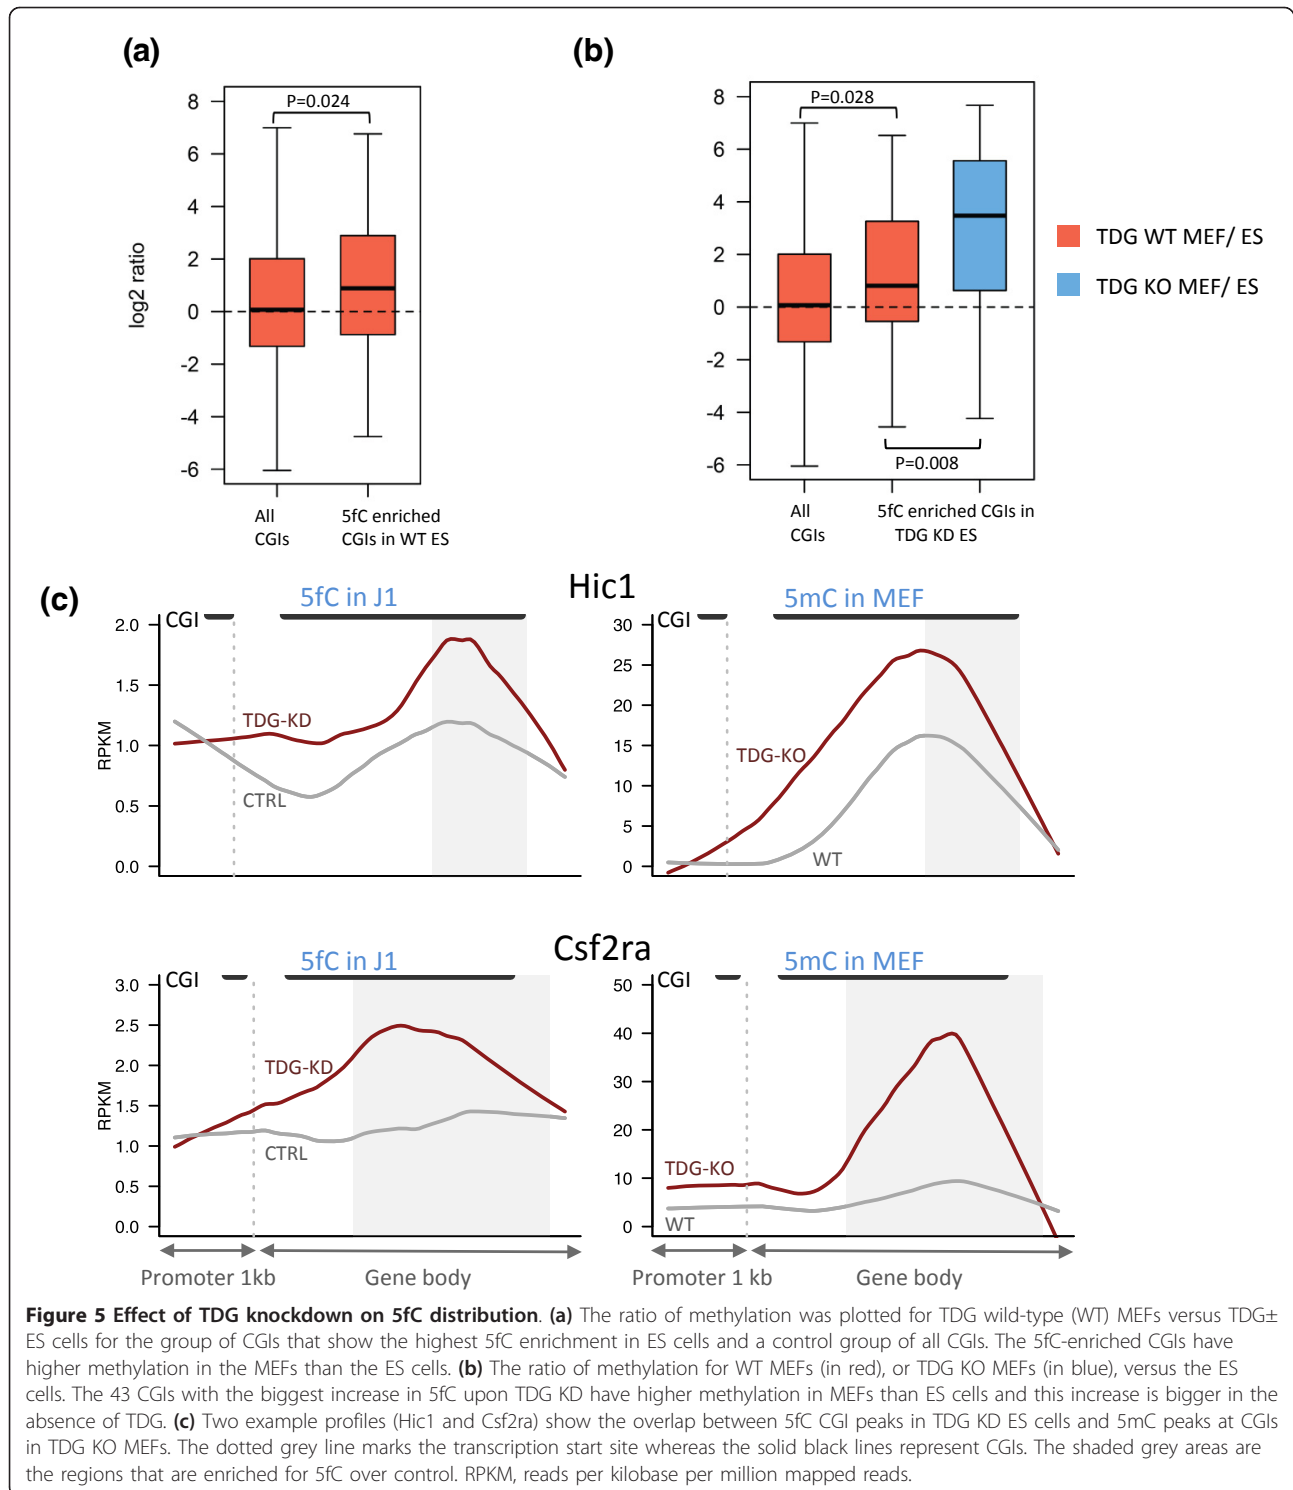 (a)
P=0.024
8
6
4
2
0
-2
-4
-6
log2 ratio
All
CGIs
5fC enriched
CGIs in WT ES
(b)
P=0.028
8
6
4
2
0
-2
-4
-6
P=0.008
All
CGIs
5fC enriched CGIs in
TDG KD ES
TDG WT MEF/ ES
TDG KO MEF/ ES
(c)
Hic1
5fC in J1
CGI
2.0
1.5
1.0
0.5
0.0
RPKM
TDG-KD
CTRL
5mC in MEF
CGI
30
25
20
15
10
5
0
TDG-KO
WT
Csf2ra
5fC in J1
CGI
3.0
2.5
2.0
1.5
1.0
0.5
0.0
RPKM
TDG-KD
CTRL
Promoter 1kb
Gene body
5mC in MEF
CGI
50
40
30
20
10
0
TDG-KO
WT
Promoter 1 kb
Gene body
Figure 5 Effect of TDG knockdown on 5fC distribution. (a) The ratio of methylation was plotted for TDG wild-type (WT) MEFs versus TDG±
ES cells for the group of CGIs that show the highest 5fC enrichment in ES cells and a control group of all CGIs. The 5fC-enriched CGIs have
higher methylation in the MEFs than the ES cells. (b) The ratio of methylation for WT MEFs (in red), or TDG KO MEFs (in blue), versus the ES
cells. The 43 CGIs with the biggest increase in 5fC upon TDG KD have higher methylation in MEFs than ES cells and this increase is bigger in the
absence of TDG. (c) Two example profiles (Hic1 and Csf2ra) show the overlap between 5fC CGI peaks in TDG KD ES cells and 5mC peaks at CGIs
in TDG KO MEFs. The dotted grey line marks the transcription start site whereas the solid black lines represent CGIs. The shaded grey areas are
the regions that are enriched for 5fC over control. RPKM, reads per kilobase per million mapped reads.